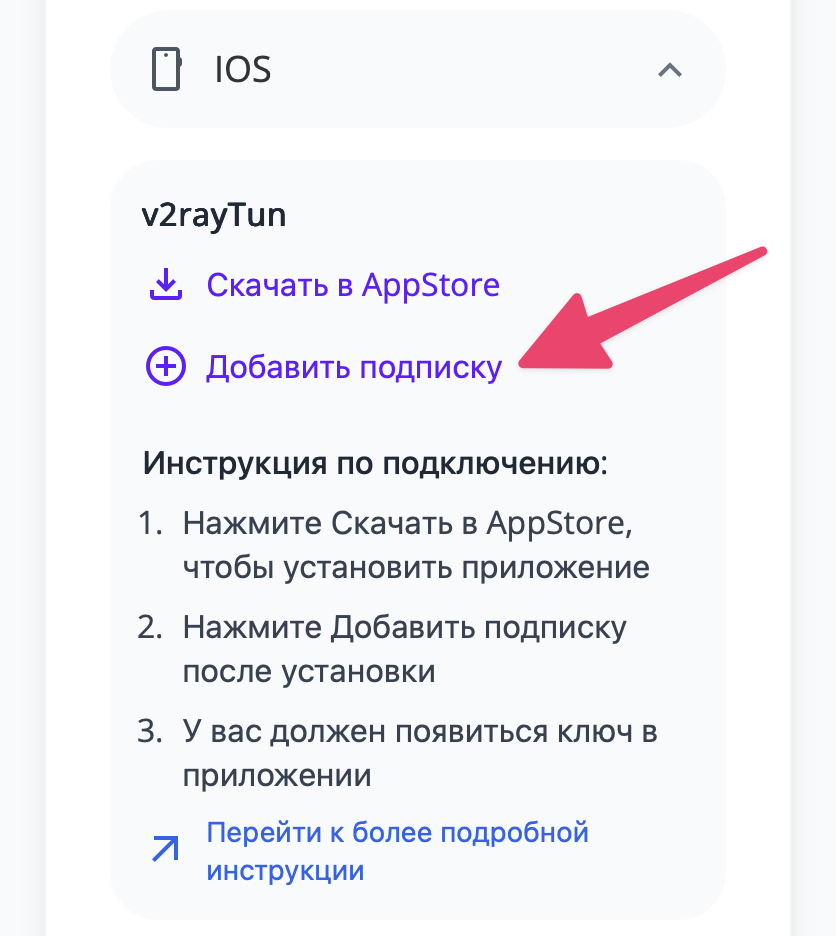 IOS
v2rayTun
Скачать в AppStore
Добавить подписку
Инструкция по подключению:
1. Нажмите Скачать в AppStore,
чтобы установить приложение
2. Нажмите Добавить подписку
после установки
3. У вас должен появиться ключ в
приложении
Перейти к более подробной
инструкции